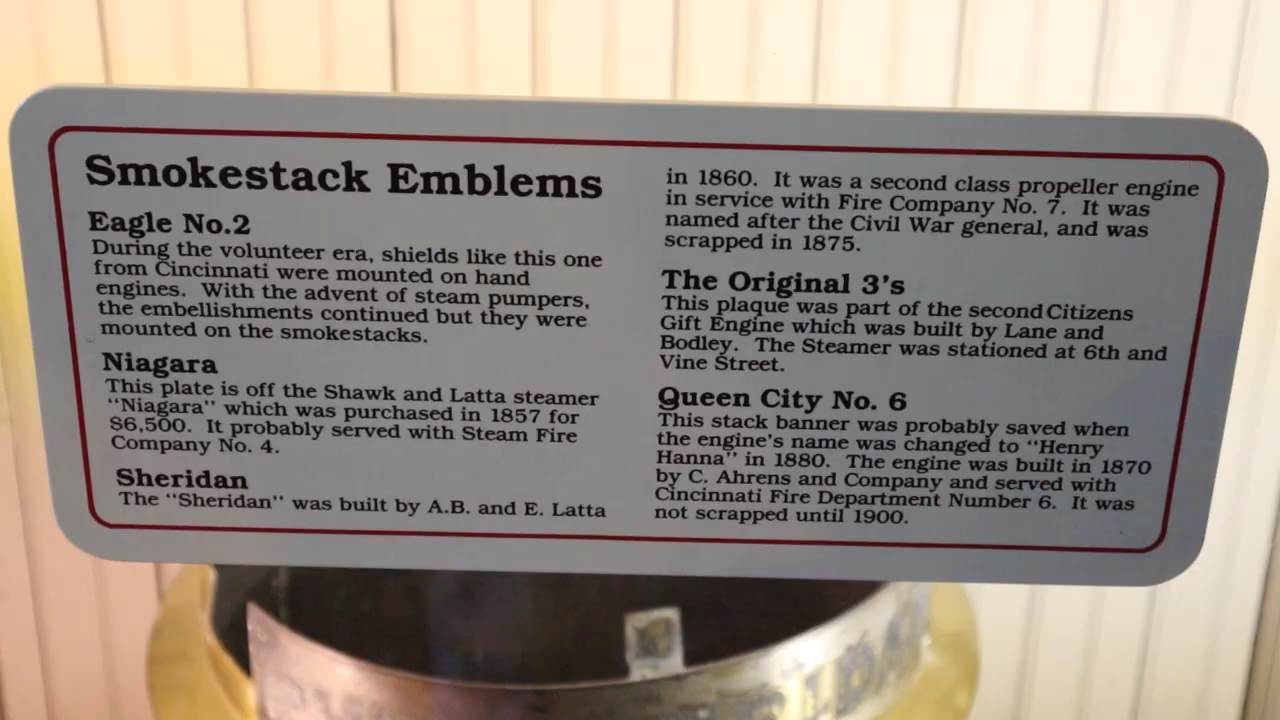 Smokestack Emblems
Eagle No.2
During the volunteer era, shields like this one
from Cincinnati were mounted on hand
engines. With the advent of steam pumpers,
the embellishments continued but they were
mounted on the smokestacks.
Niagara
This plate is off the Shawk and Latta steamer
"Niagara" which was purchased in 1857 for
$6,500. It probably served with Steam Fire
Company No. 4.
Sheridan
The "Sheridan" was built by A.B. and E. Latta
in 1860. It was a second class propeller engine
in service with Fire Company No. 7. It was
named after the Civil War general, and was
scrapped in 1875.
The Original 3's
This plaque was part of the second Citizens
Gift Engine which was built by Lane and
Bodley. The Steamer was stationed at 6th and
Vine Street.
Queen City No. 6
This stack banner was probably saved when
the engine's name was changed to "Henry
Hanna" in 1880. The engine was built in 1870
by C. Ahrens and Company and served with
Cincinnati Fire Department Number 6. It was
not scrapped until 1900.